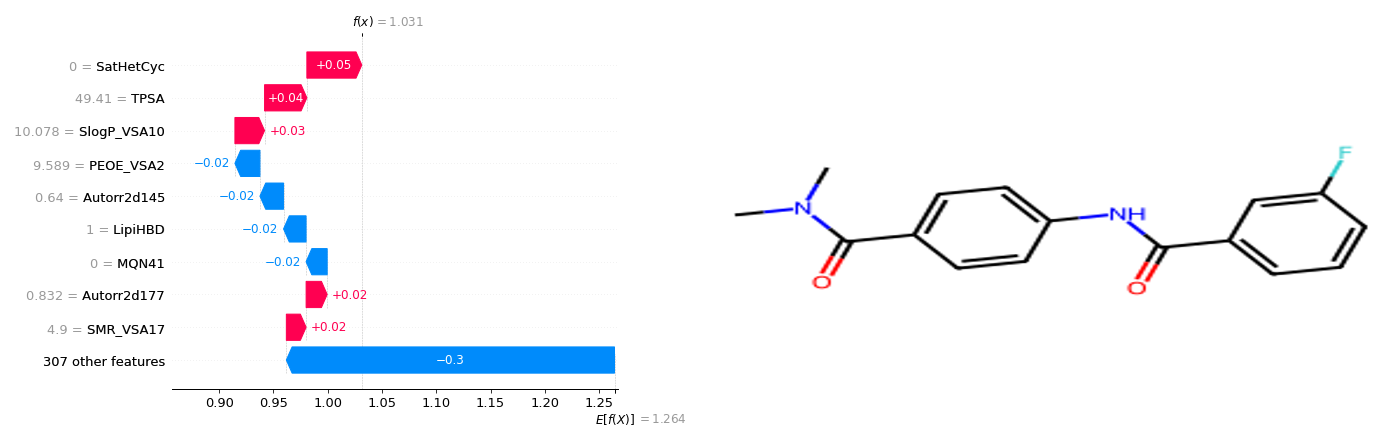 f(x) = 1.031
0 = SatHetCyc
+0.05
49.41 = TPSA
+0.04
10.078 = SlogP_VSA10
+0.03
9.589 = PEOE_VSA2
−0.02
0.64 = Autorr2d145
−0.02
1 = LipiHBD
−0.02
0 = MQN41
−0.02
0.832 = Autorr2d177
+0.02
4.9 = SMR_VSA17
+0.02
307 other features
−0.3
0.90 0.95 1.00 1.05 1.10 1.15 1.20 1.25
E[f(X)] = 1.264
F
N
NH
O
O